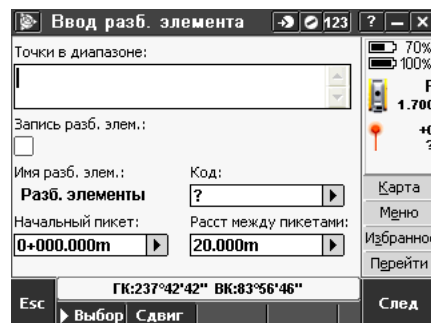 Ввод разб. элемента 123 ? – X
Точки в диапазоне:
Запись разб. элем.:
Имя разб. элем.: Код:
Разб. элементы ?
Начальный пикет: Расст между пикетами:
0+000.000m 20.000m
ГК:237°42'42" ВК:83°56'46"
Esc Выбор Сдвиг
70%
100%
1.700
?
Карта
Меню
Избранное
Перейти
След